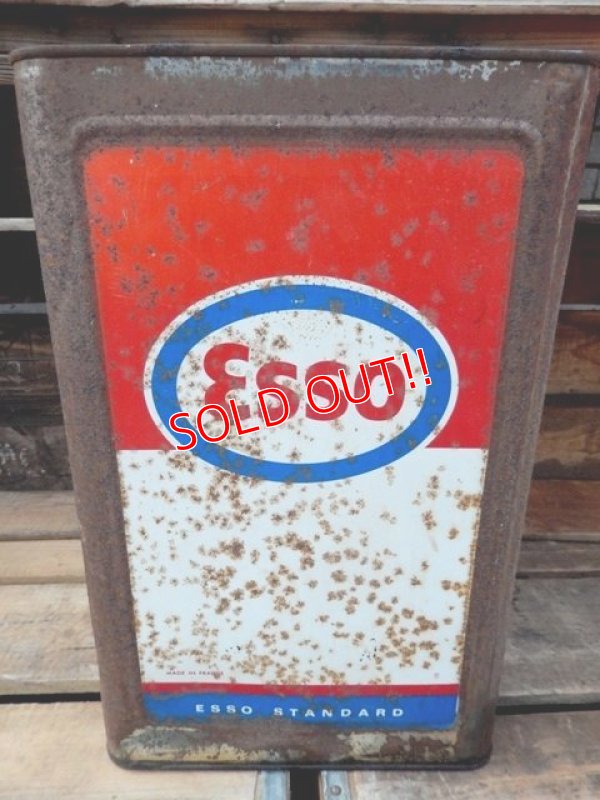 Esso
SOLD OUT!!
MADE IN FRANCE
ESSO STANDARD